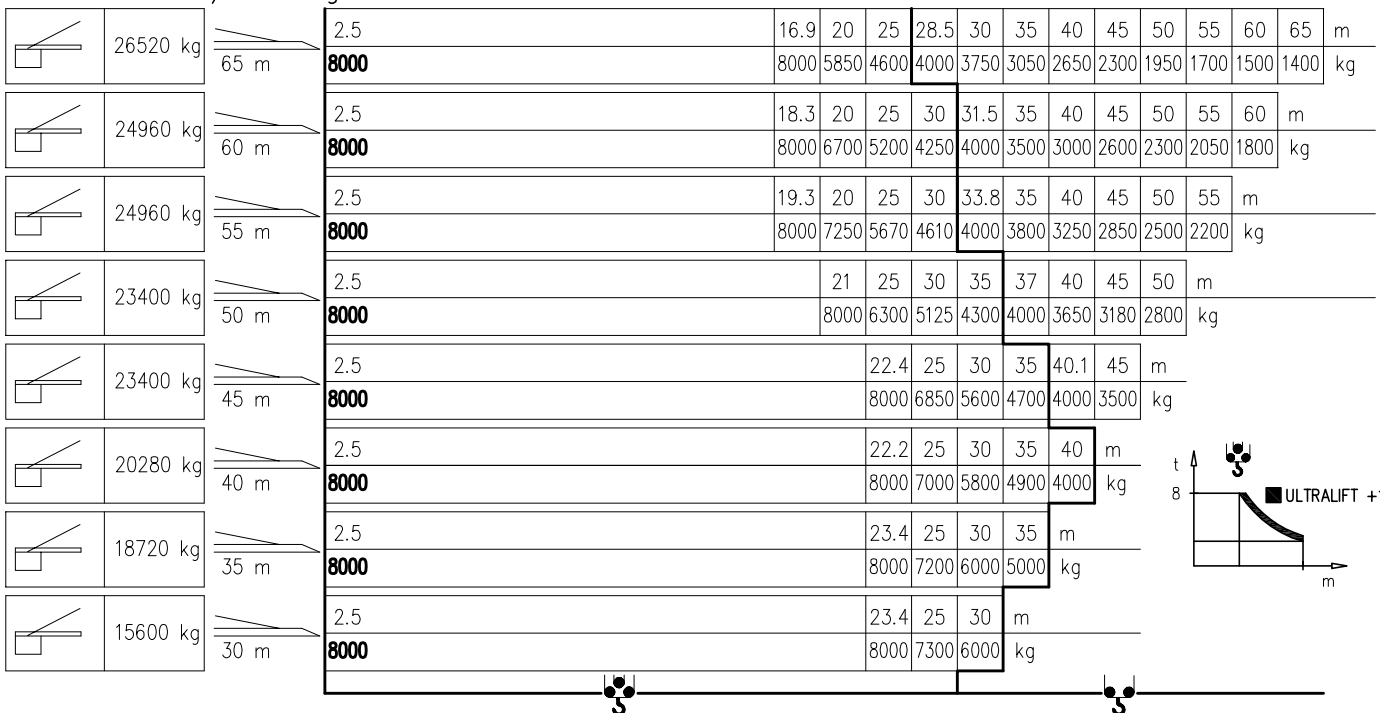 2.5 16.9 20 25 28.5 30 35 40 45 50 55 60 65 m
26520 kg
65 m
8000 8000 5850 4600 4000 3750 3050 2650 2300 1950 1700 1500 1400 kg
2.5 18.3 20 25 30 31.5 35 40 45 50 55 60 m
24960 kg
60 m
8000 8000 6700 5200 4250 4000 3500 3000 2600 2300 2050 1800 kg
2.5 19.3 20 25 30 33.8 35 40 45 50 55 m
24960 kg
55 m
8000 8000 7250 5670 4610 4000 3800 3250 2850 2500 2200 kg
2.5 21 25 30 35 37 40 45 50 m
23400 kg
50 m
8000 8000 6300 5125 4300 4000 3650 3180 2800 kg
2.5 22.4 25 30 35 40.1 45 m
23400 kg
45 m
8000 8000 6850 5600 4700 4000 3500 kg
2.5 22.2 25 30 35 40 m
20280 kg
40 m
8000 8000 7000 5800 4900 4000 kg
t
8
ULTRALIFT +
m
2.5 23.4 25 30 35 m
18720 kg
35 m
8000 8000 7200 6000 5000 kg
2.5 23.4 25 30 m
15600 kg
30 m
8000 8000 7300 6000 kg